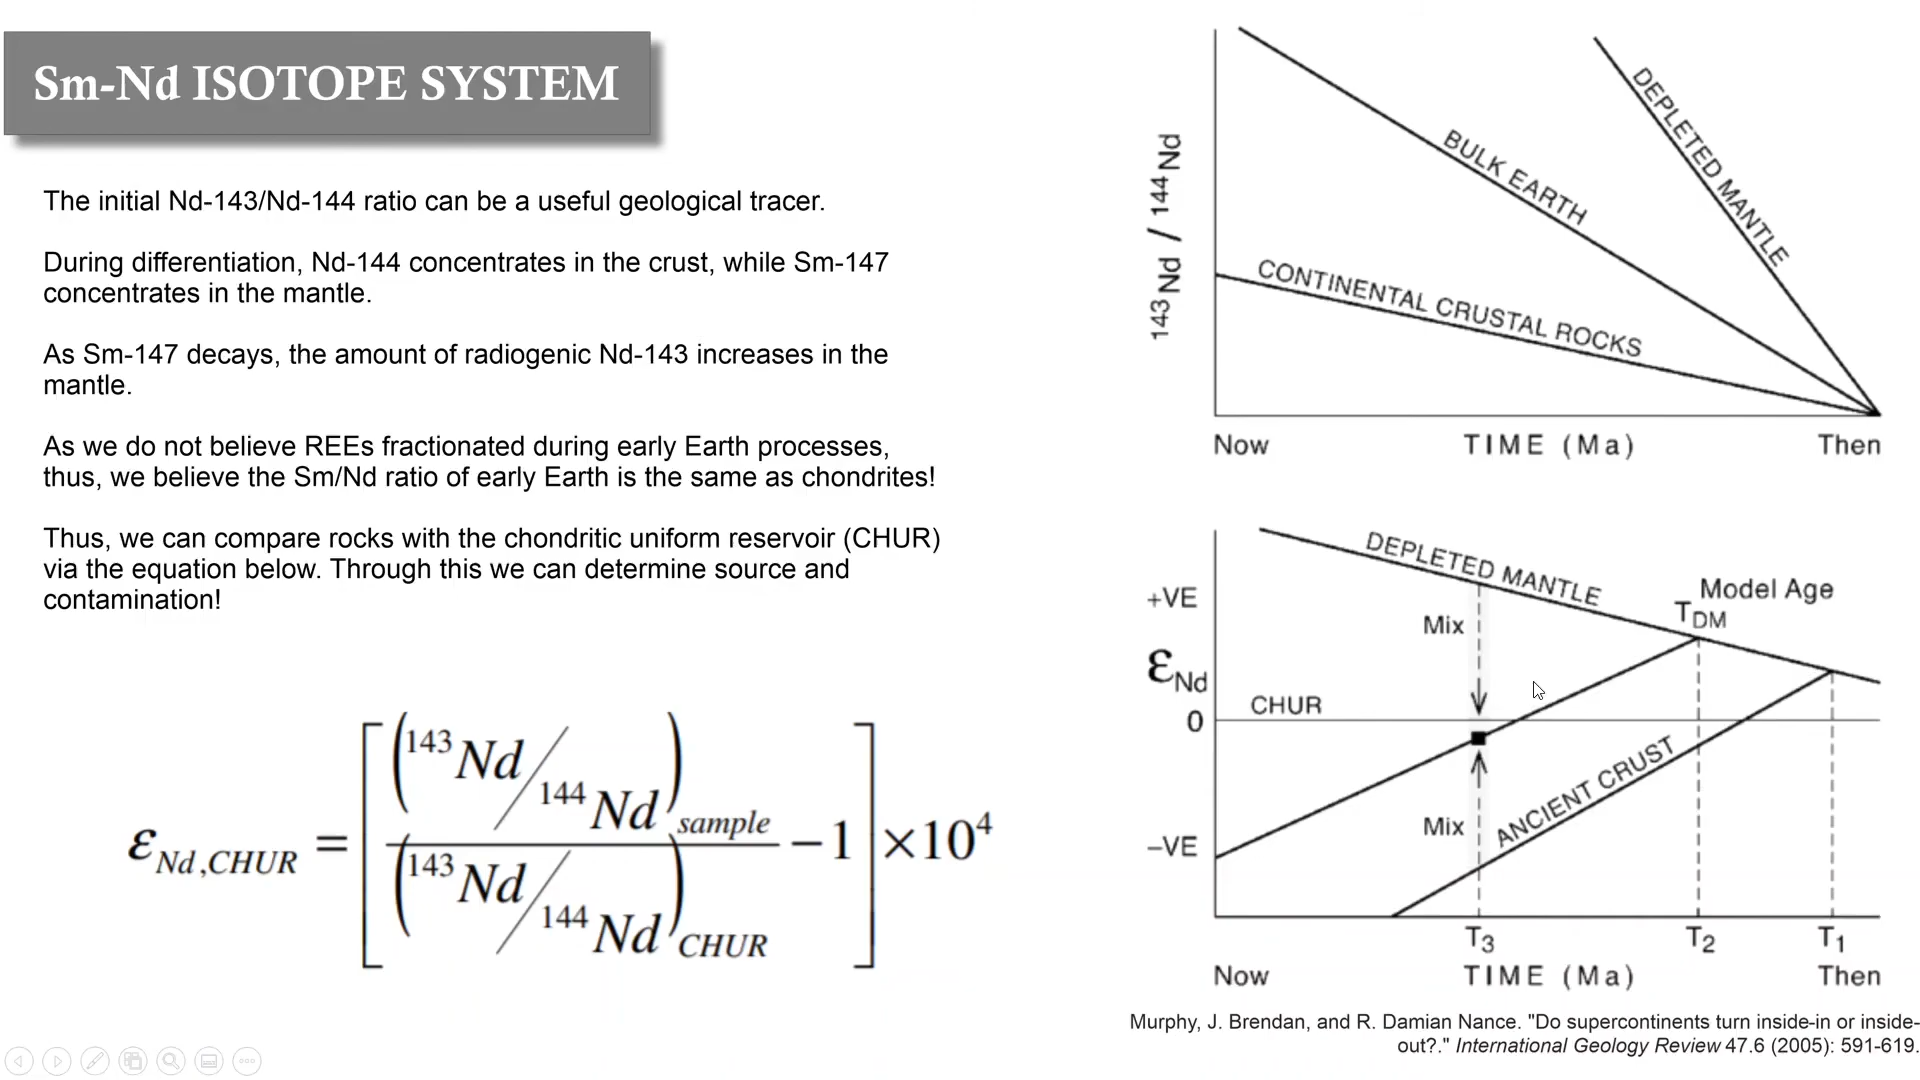 Sm-Nd ISOTOPE SYSTEM
The initial Nd-143/Nd-144 ratio can be a useful geological tracer.
During differentiation, Nd-144 concentrates in the crust, while Sm-147
concentrates in the mantle.
As Sm-147 decays, the amount of radiogenic Nd-143 increases in the
mantle.
As we do not believe REEs fractionated during early Earth processes,
thus, we believe the Sm/Nd ratio of early Earth is the same as chondrites!
Thus, we can compare rocks with the chondritic uniform reservoir (CHUR)
via the equation below. Through this we can determine source and
contamination!
ε_Nd,CHUR = [ (¹⁴³Nd/¹⁴⁴Nd)_sample / (¹⁴³Nd/¹⁴⁴Nd)_CHUR − 1 ] ×10⁴
¹⁴³Nd / ¹⁴⁴Nd
BULK EARTH
DEPLETED MANTLE
CONTINENTAL CRUSTAL ROCKS
Now TIME (Ma) Then
DEPLETED MANTLE
+VE
Model Age
T_DM
Mix
ε_Nd
CHUR
0
ANCIENT CRUST
Mix
–VE
T₃ T₂ T₁
Now TIME (Ma) Then
Murphy, J. Brendan, and R. Damian Nance. "Do supercontinents turn inside-in or inside-
out?." International Geology Review 47.6 (2005): 591-619.